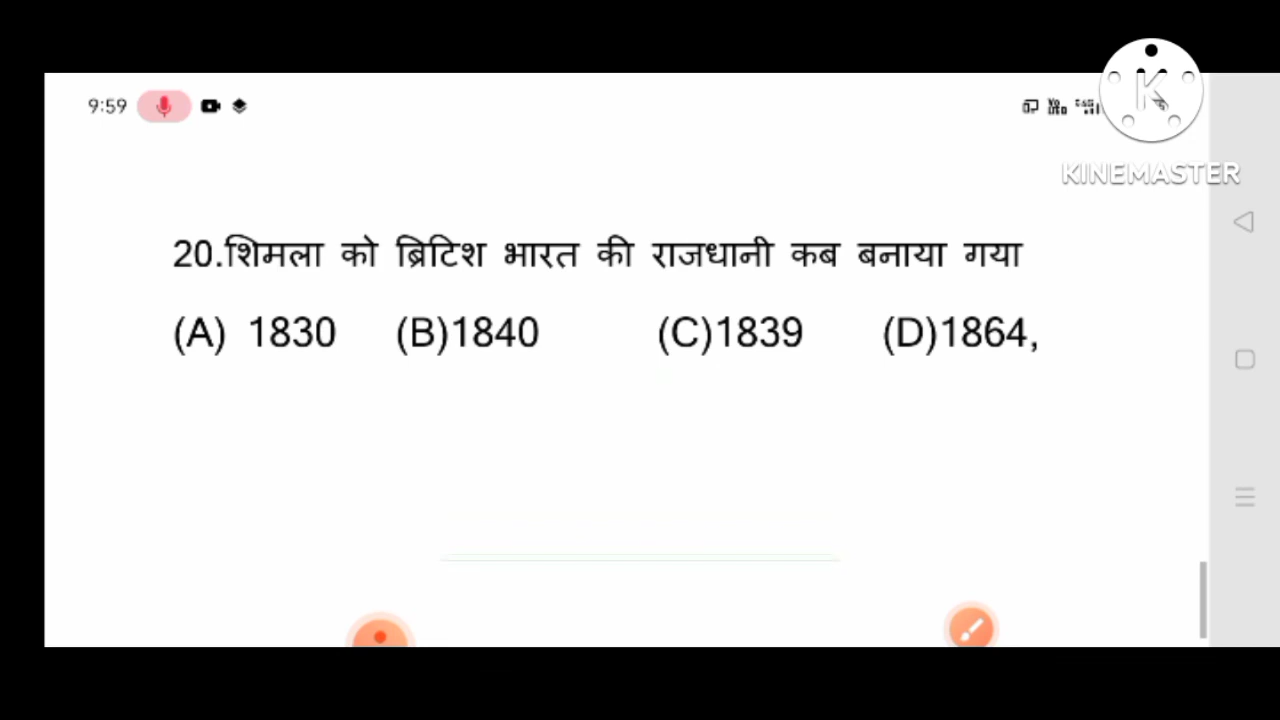 9:59
KINEMASTER
20.शिमला को ब्रिटिश भारत की राजधानी कब बनाया गया
(A) 1830 (B)1840 (C)1839 (D)1864,